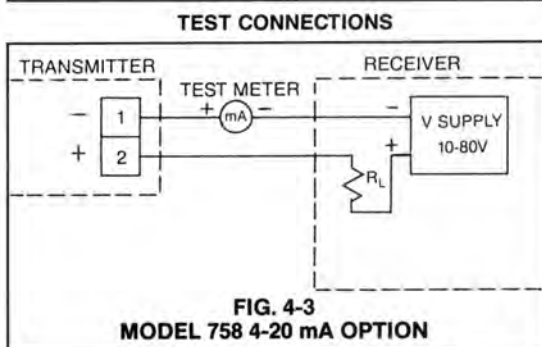 TEST CONNECTIONS
TRANSMITTER
RECEIVER
TEST METER
- 1 + mA - -
V SUPPLY
10-80V
+ 2 +
RL
FIG. 4-3
MODEL 758 4-20 mA OPTION